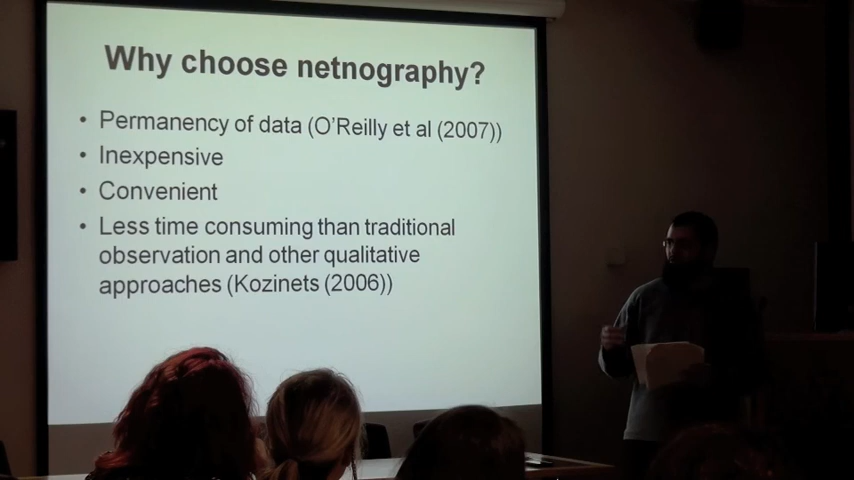 Why choose netnography?
• Permanency of data (O'Reilly et al (2007))
• Inexpensive
• Convenient
• Less time consuming than traditional
observation and other qualitative
approaches (Kozinets (2006))